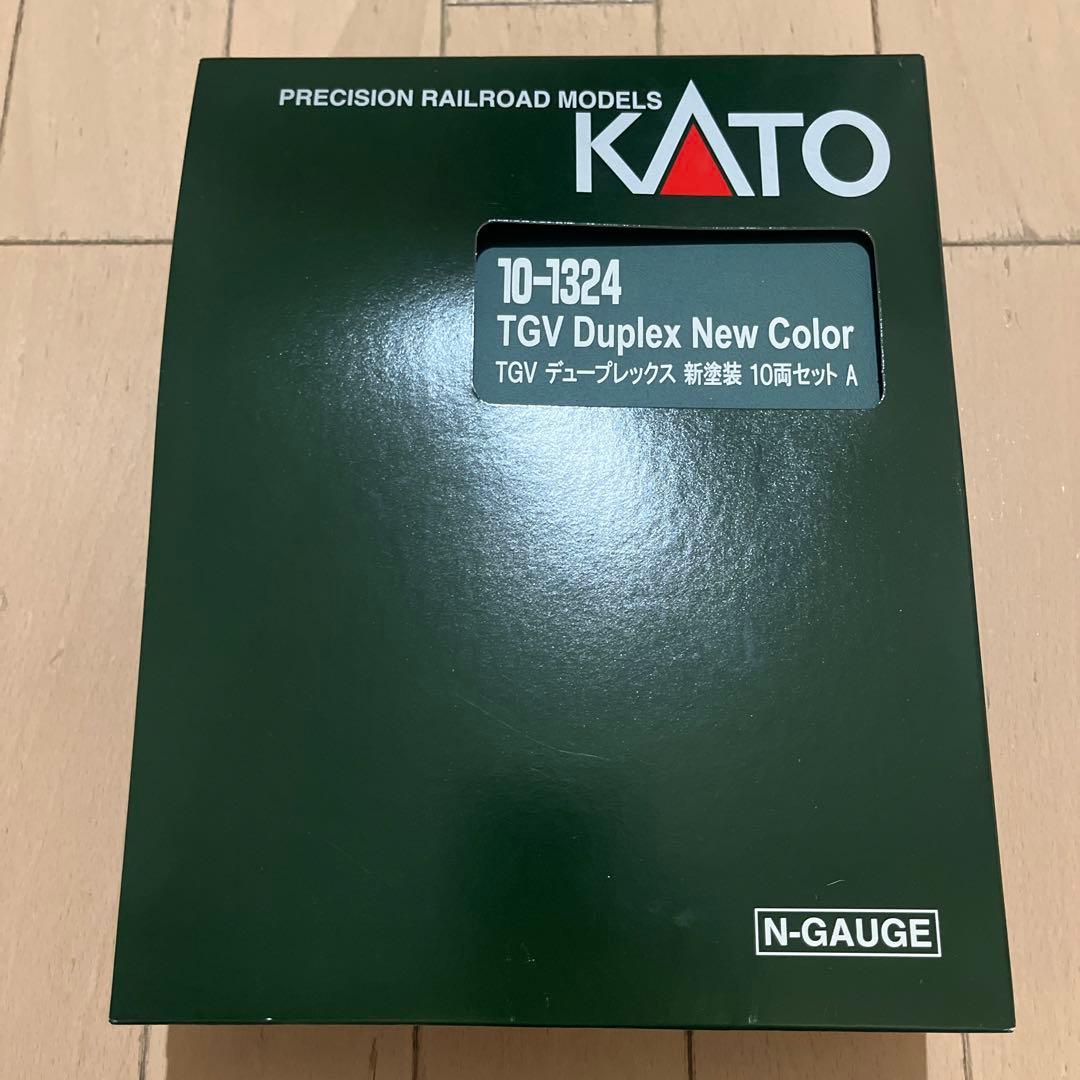 PRECISION RAILROAD MODELS
KATO
10-1324
TGV Duplex New Color
TGV デュープレックス 新塗装 10両セット A
N-GAUGE